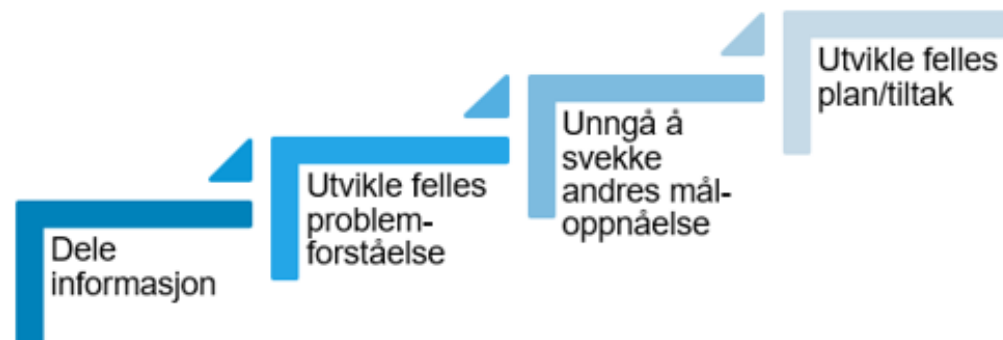 Dele
informasjon
Utvikle felles
problem-
forståelse
Unngå å
svekke
andres mål-
oppnåelse
Utvikle felles
plan/tiltak